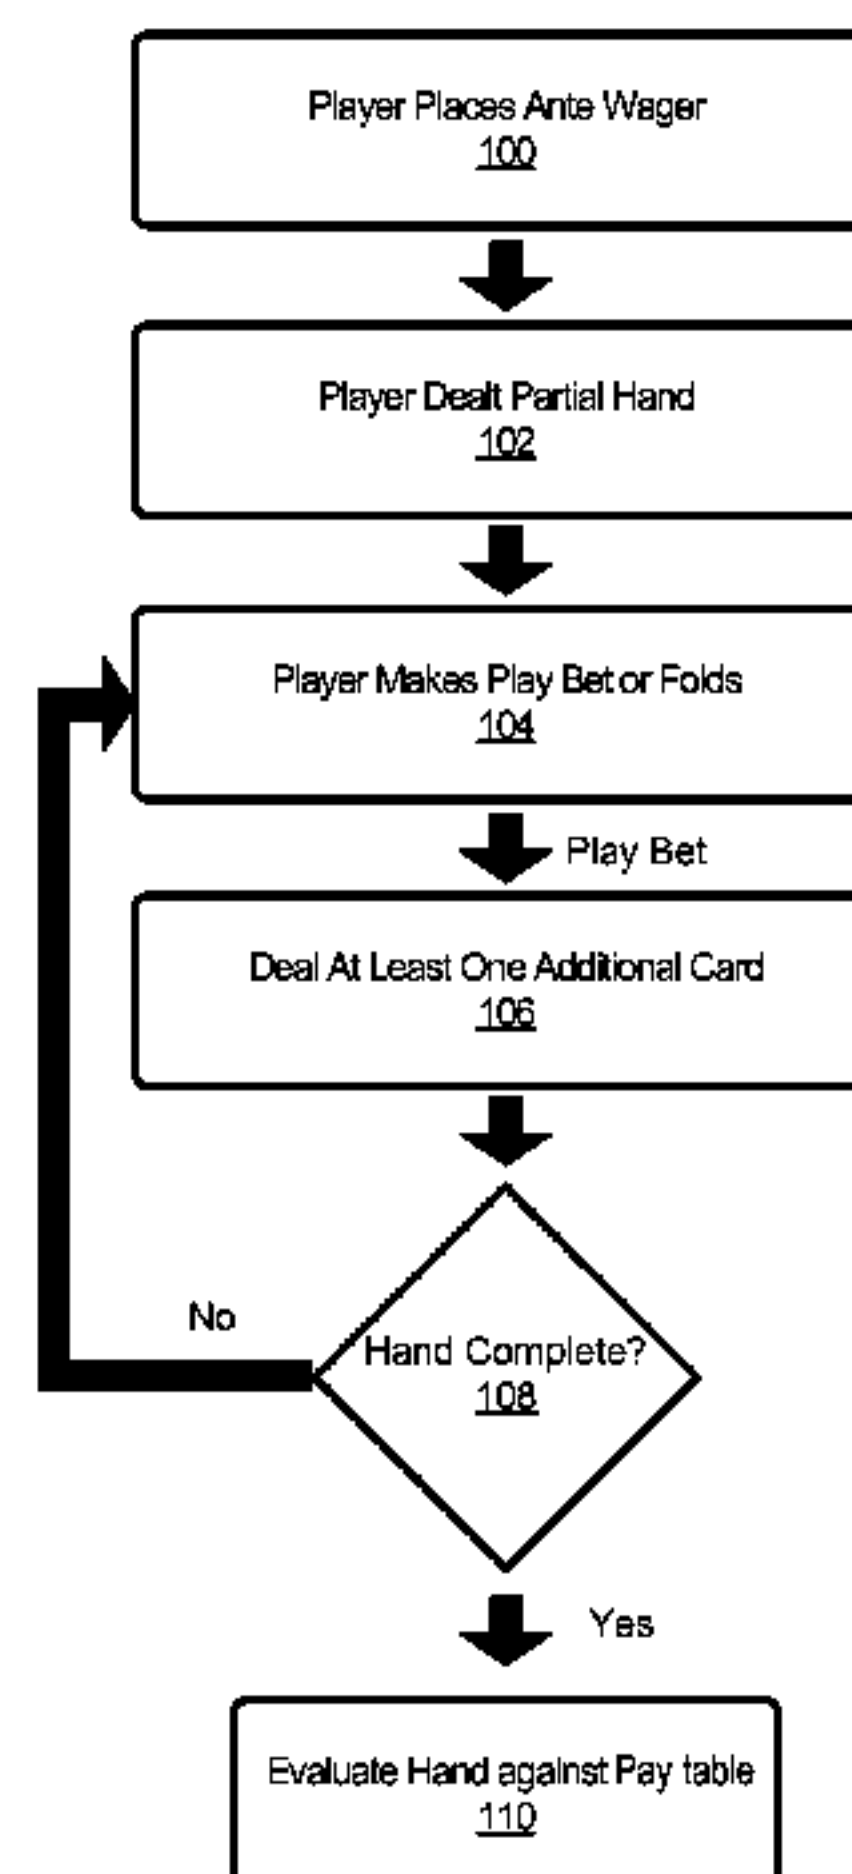 Player Places Ante Wager
100
Player Dealt Partial Hand
102
Player Makes Play Bet or Folds
104
Play Bet
Deal At Least One Additional Card
106
No
Hand Complete?
108
Yes
Evaluate Hand against Pay table
110